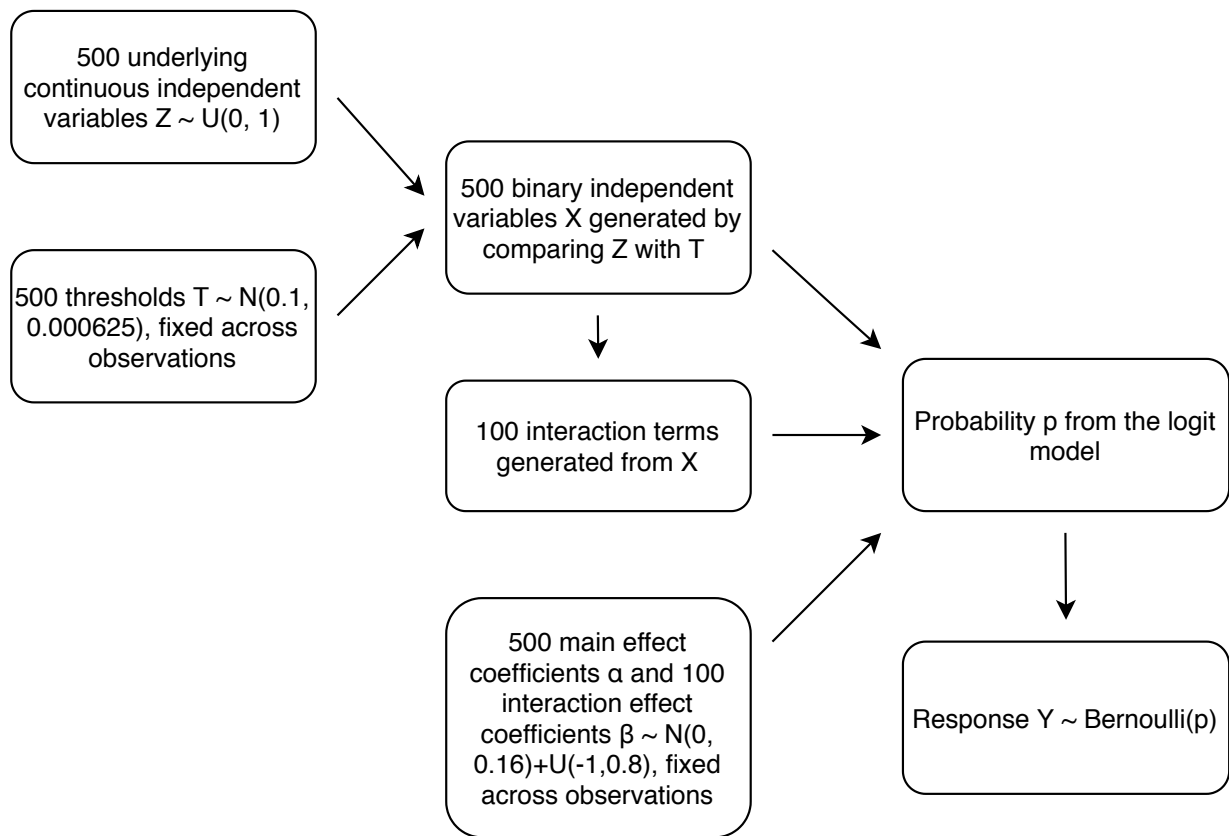 500 underlying
continuous independent
variables Z ~ U(0, 1)
500 thresholds T ~ N(0.1,
0.000625), fixed across
observations
500 binary independent
variables X generated by
comparing Z with T
100 interaction terms
generated from X
500 main effect
coefficients α and 100
interaction effect
coefficients β ~ N(0,
0.16)+U(-1,0.8), fixed
across observations
Probability p from the logit
model
Response Y ~ Bernoulli(p)